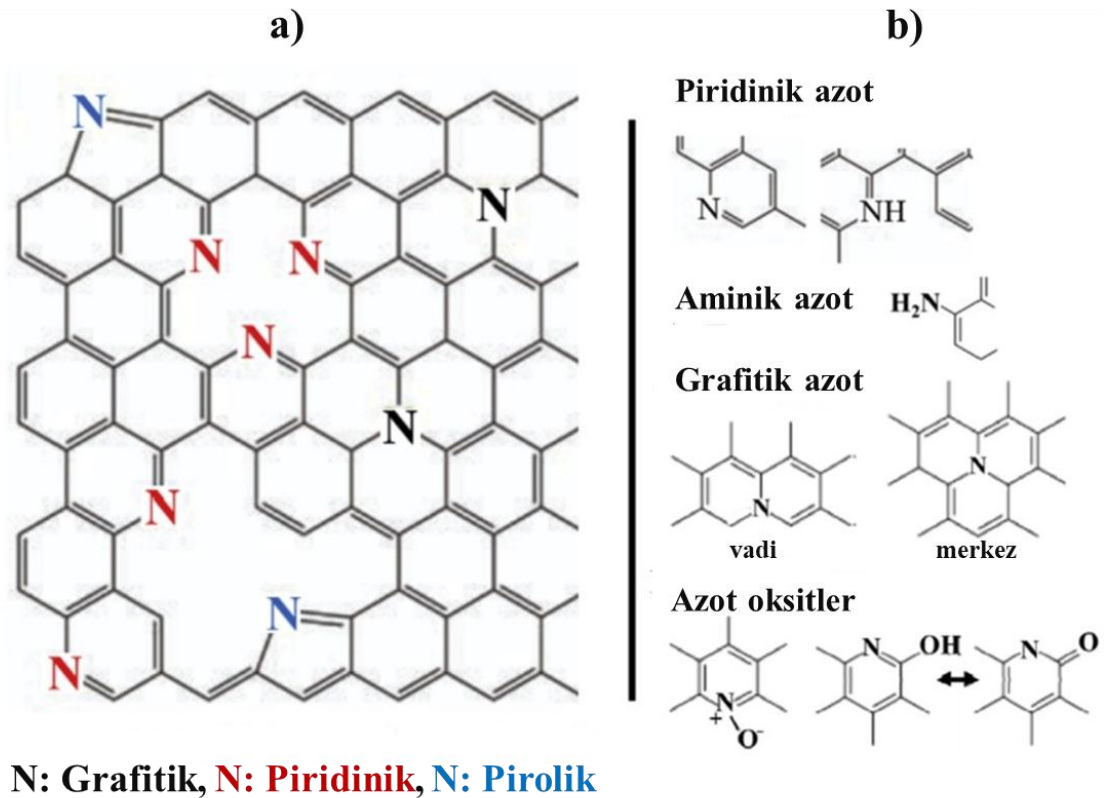 a)
N
N
N
N
N
N
N
N
N
N: Grafitik, N: Piridinik, N: Pirolik
b)
Piridinik azot
N
NH
Aminik azot
H₂N
Grafitik azot
N
N
vadi
merkez
Azot oksitler
N OH N O
N
+
O⁻